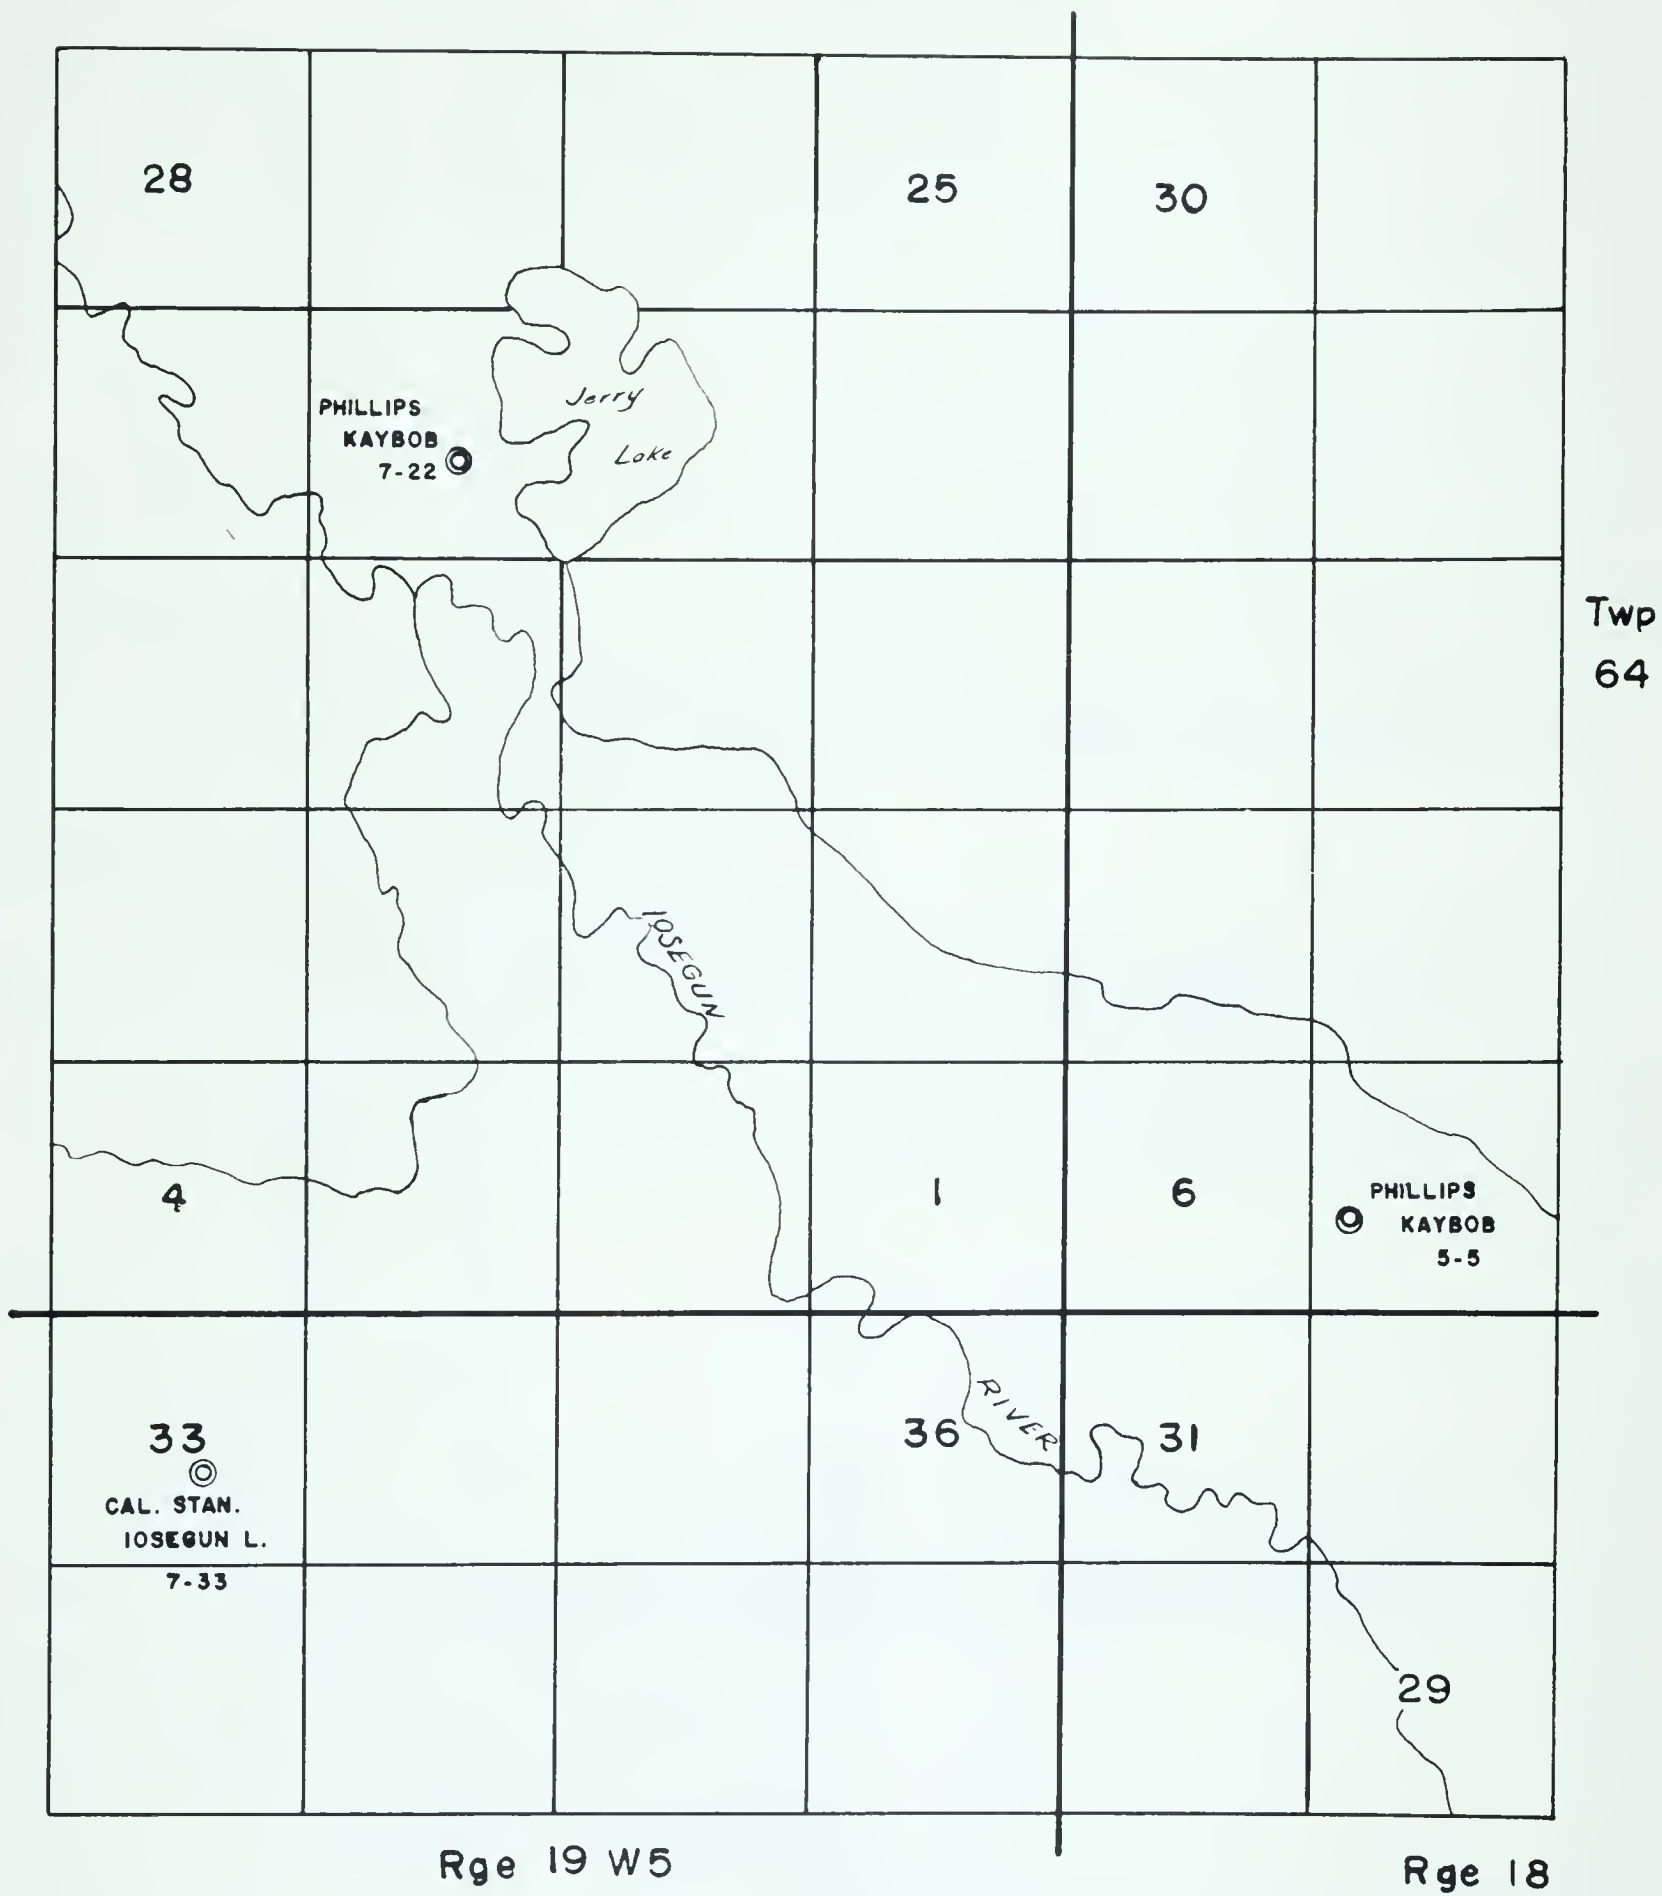 28
25
30
PHILLIPS
KAYBOB
7-22
Jerry
Lake
Twp
64
IOSEGUN
4
1
6
PHILLIPS
KAYBOB
5-5
RIVER
33
36
31
CAL. STAN.
IOSEGUN L.
7-33
29
Rge 19 W5
Rge 18